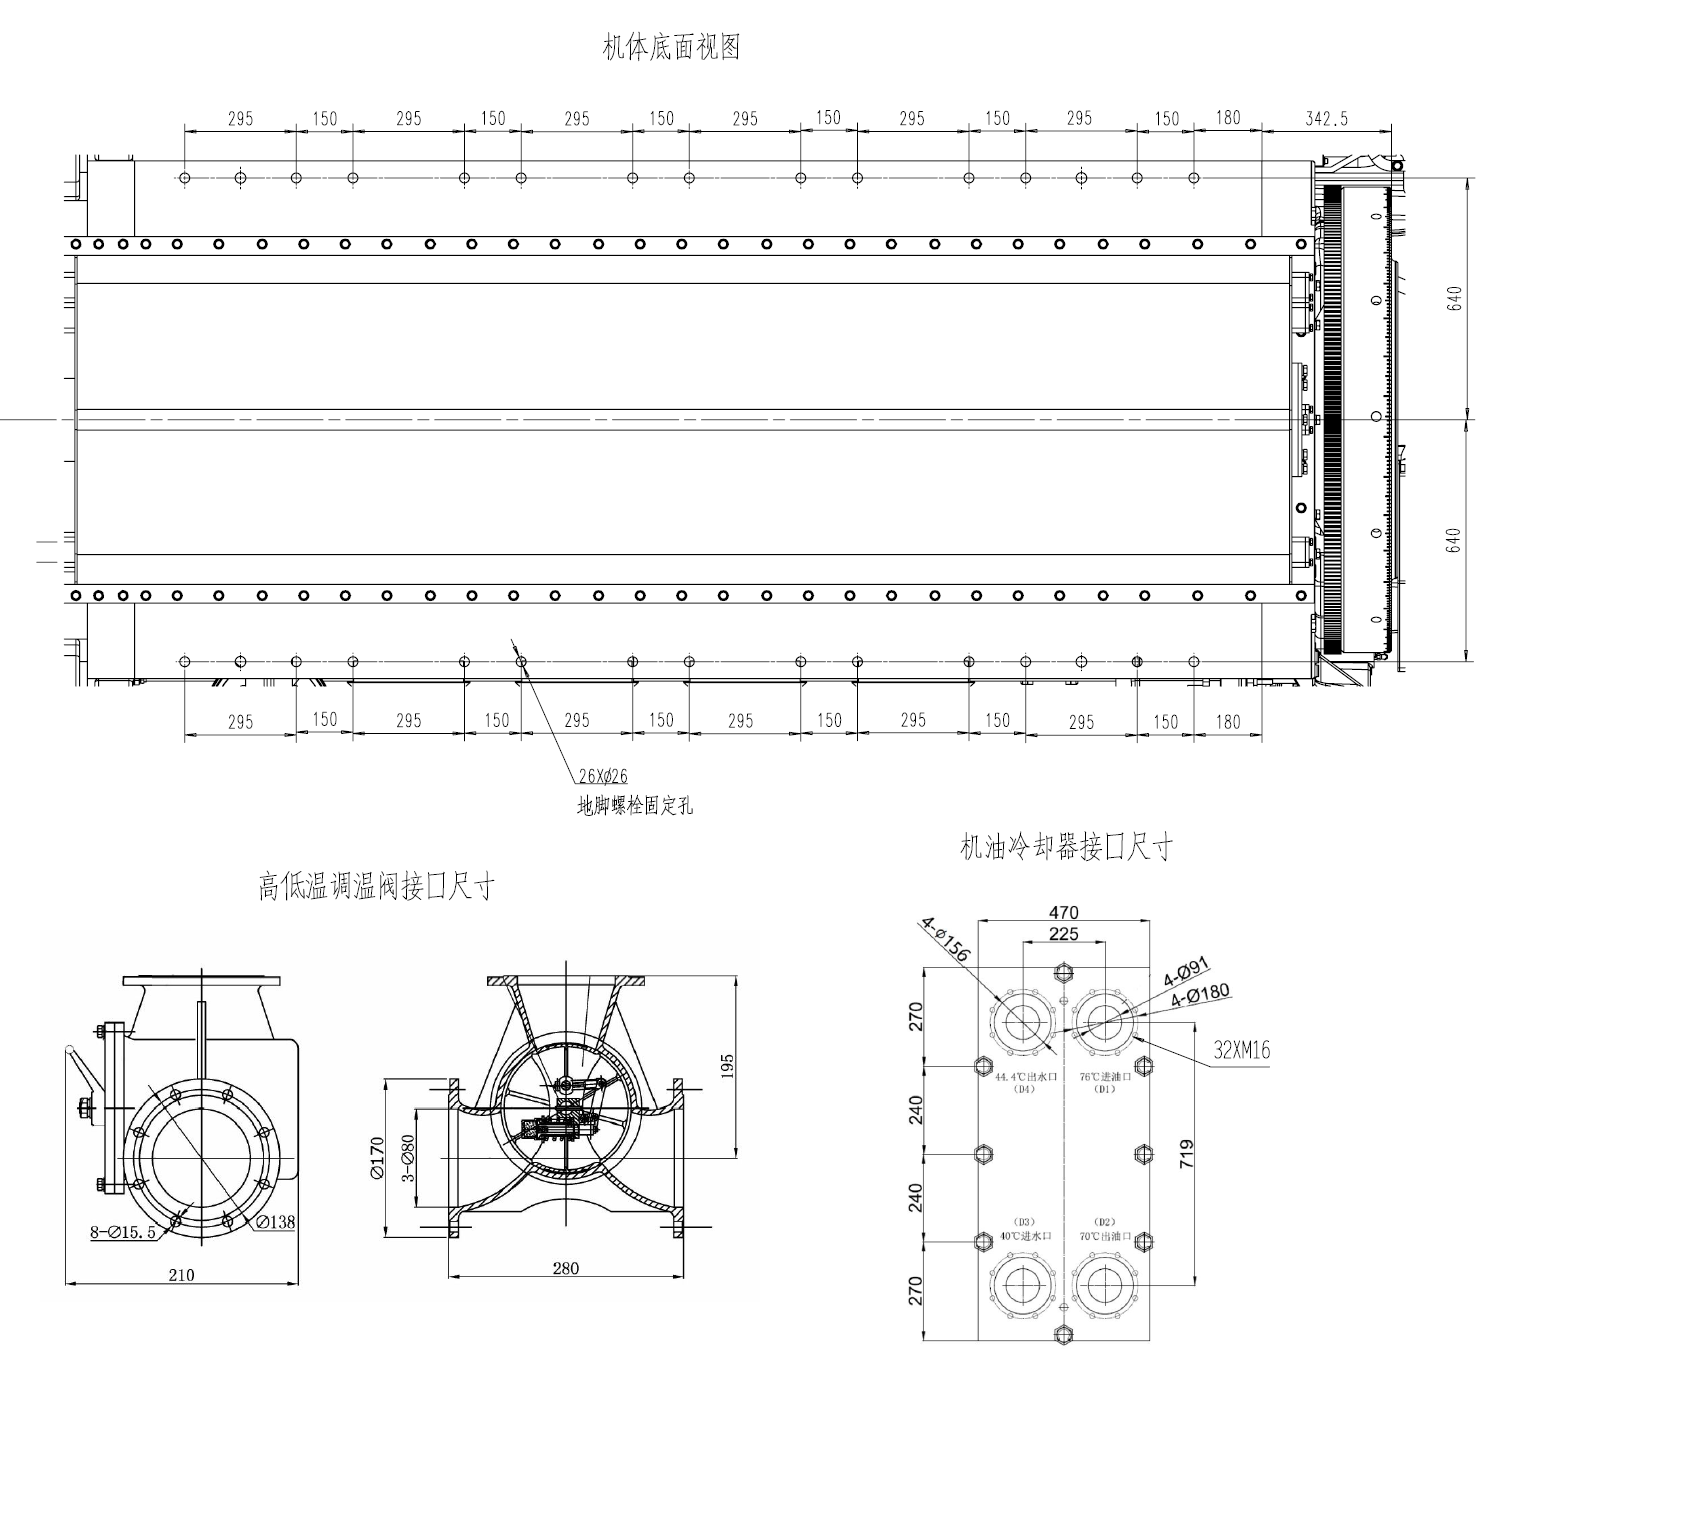 机体底面视图
295 150 295 150 295 150 295 150 295 150 295 150 180 342.5
640
640
295 150 295 150 295 150 295 150 295 150 295 150 180
26XØ26
地脚螺栓固定孔
高低温调温阀接口尺寸
8-Ø15.5
Ø138
210
Ø170
3-Ø80
195
280
机油冷却器接口尺寸
470
225
4-ø156
4-Ø91
4-Ø180
32XM16
270
240
240
270
719
44.4℃出水口
(D4)
76℃进油口
(D1)
(D3)
40℃进水口
(D2)
70℃出油口